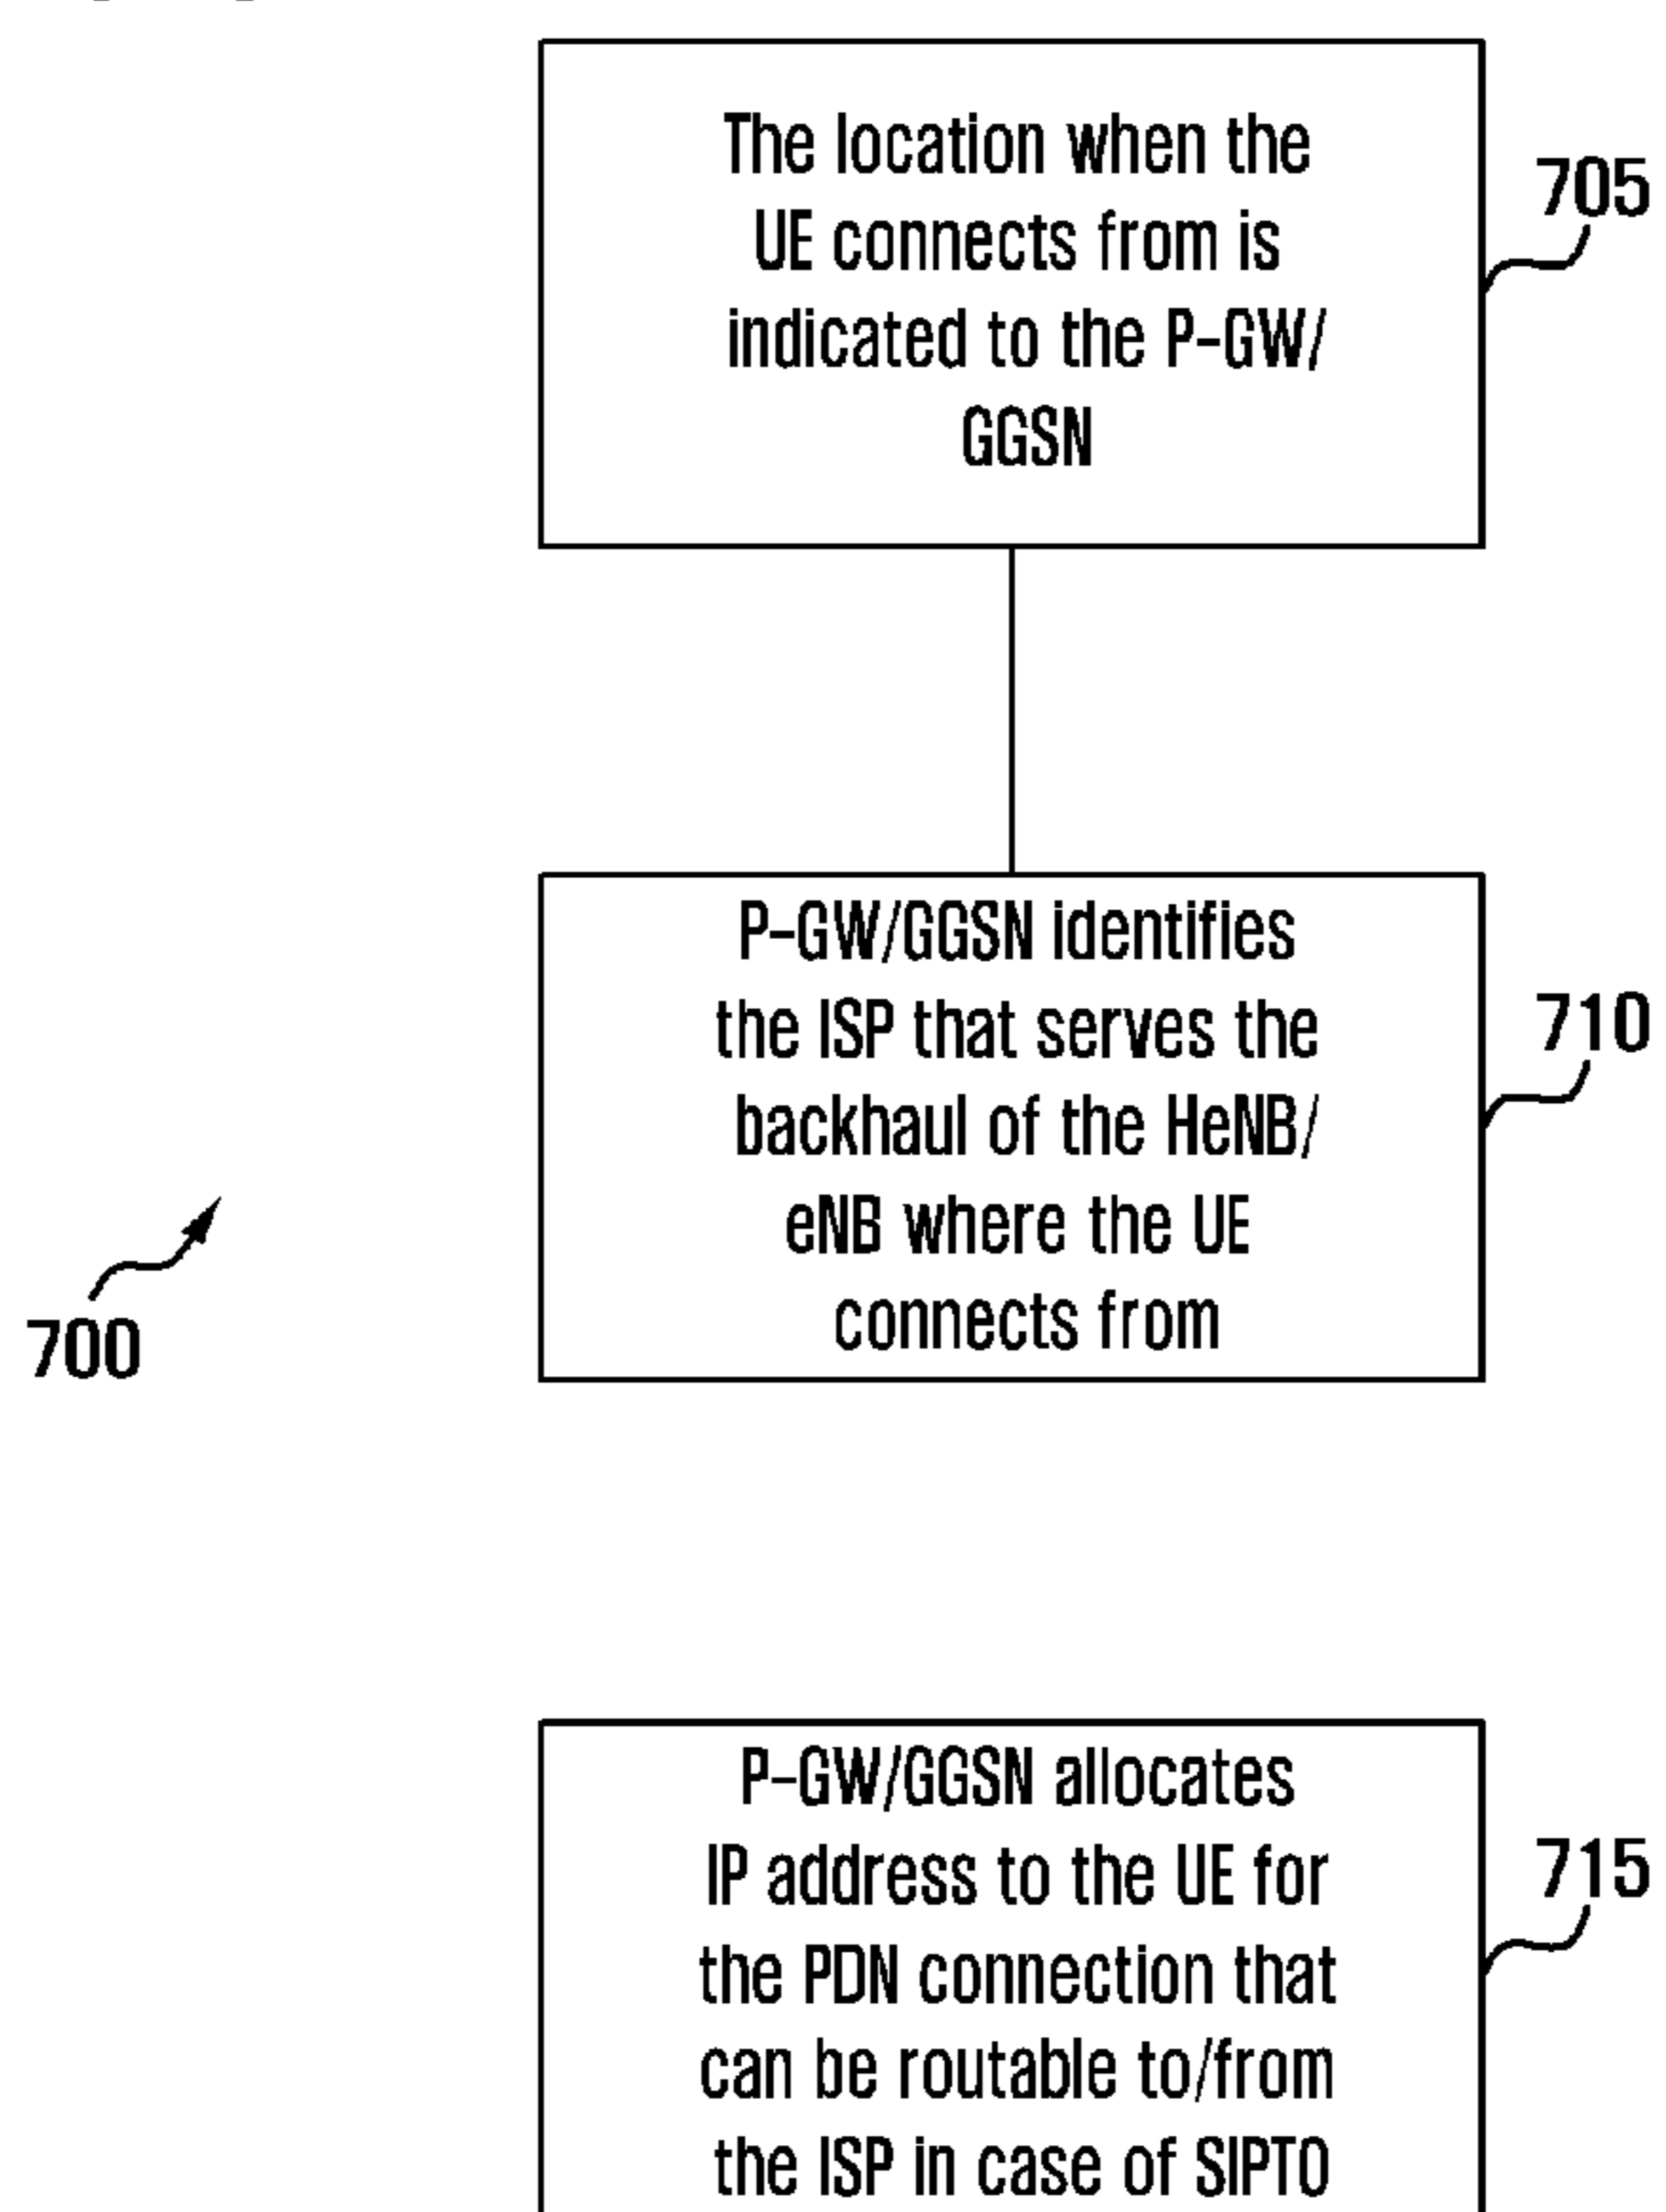 The location when the
UE connects from is
indicated to the P-GW/
GGSN
705
P-GW/GGSN identifies
the ISP that serves the
backhaul of the HeNB/
eNB where the UE
connects from
710
700
P-GW/GGSN allocates
IP address to the UE for
the PDN connection that
can be routable to/from
the ISP in case of SIPTO
715